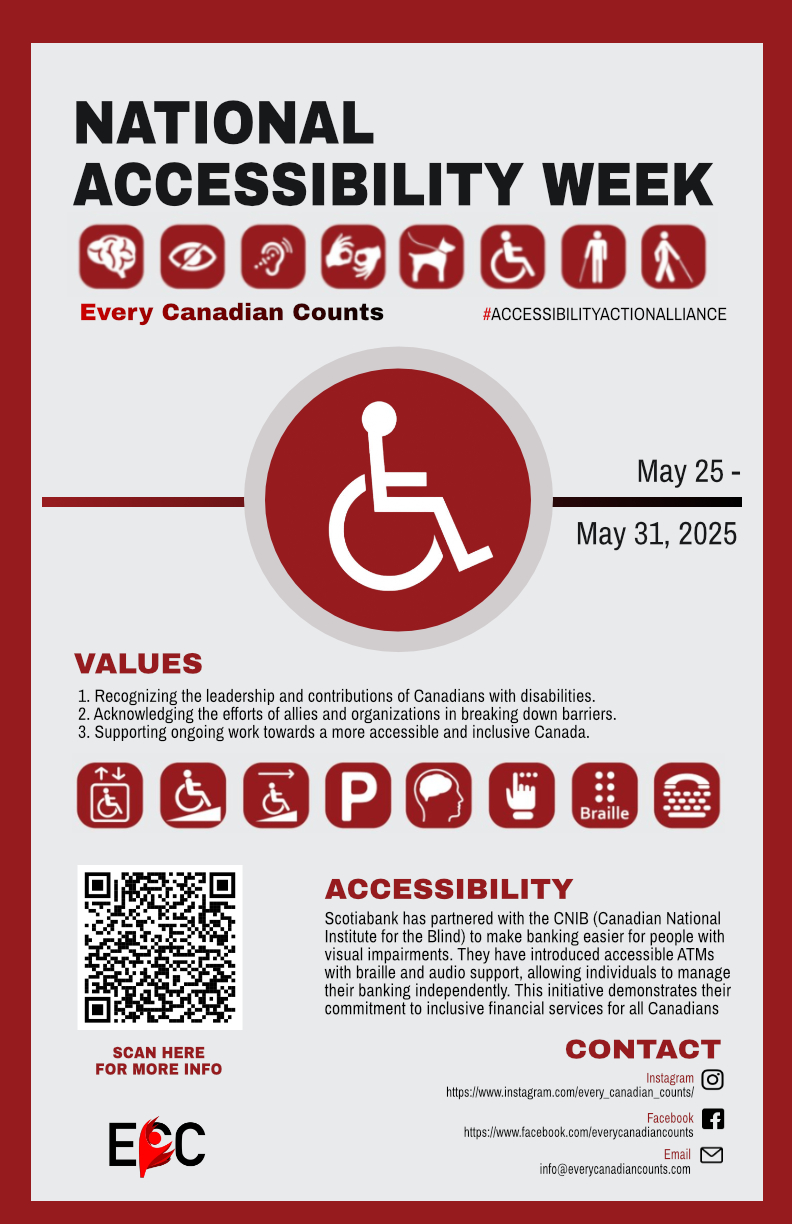 NATIONAL
ACCESSIBILITY WEEK
Every Canadian Counts
#ACCESSIBILITYACTIONALLIANCE
May 25 -
May 31, 2025
VALUES
1. Recognizing the leadership and contributions of Canadians with disabilities.
2. Acknowledging the efforts of allies and organizations in breaking down barriers.
3. Supporting ongoing work towards a more accessible and inclusive Canada.
P
Braille
ACCESSIBILITY
Scotiabank has partnered with the CNIB (Canadian National
Institute for the Blind) to make banking easier for people with
visual impairments. They have introduced accessible ATMs
with braille and audio support, allowing individuals to manage
their banking independently. This initiative demonstrates their
commitment to inclusive financial services for all Canadians
SCAN HERE
FOR MORE INFO
CONTACT
Instagram
https://www.instagram.com/every_canadian_counts/
Facebook
https://www.facebook.com/everycanadiancounts
Email
info@everycanadiancounts.com
ECC